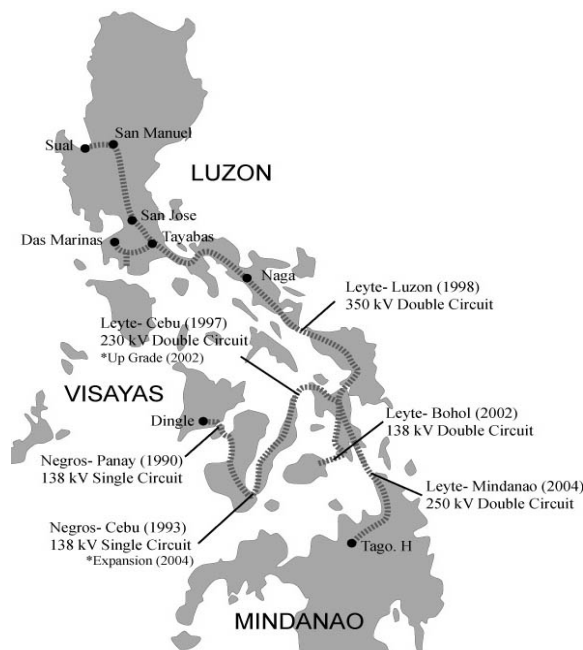 San Manuel
Sual
LUZON
San Jose
Das Marinas
Tayabas
Naga
Leyte- Luzon (1998)
350 kV Double Circuit
Leyte- Cebu (1997)
230 kV Double Circuit
*Up Grade (2002)
VISAYAS
Dingle
Leyte- Bohol (2002)
138 kV Double Circuit
Negros- Panay (1990)
138 kV Single Circuit
Leyte- Mindanao (2004)
250 kV Double Circuit
Negros- Cebu (1993)
138 kV Single Circuit
*Expansion (2004)
Tago. H
MINDANAO